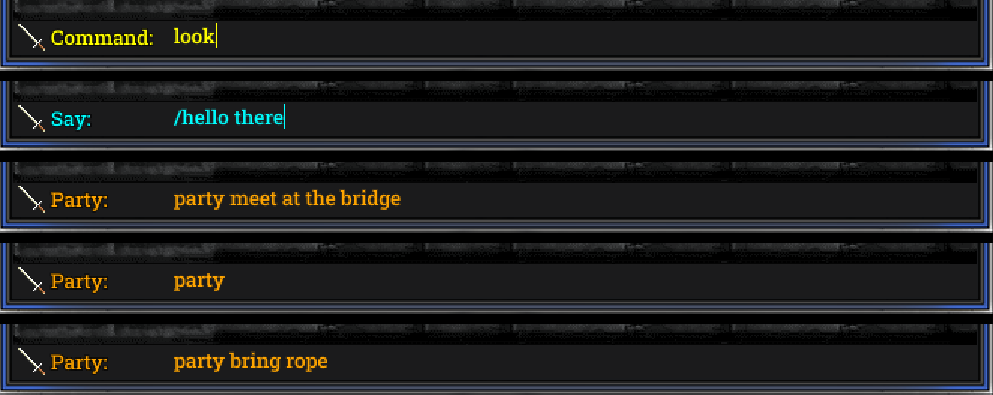 Command: look
Say: /hello there
Party: party meet at the bridge
Party: party
Party: party bring rope